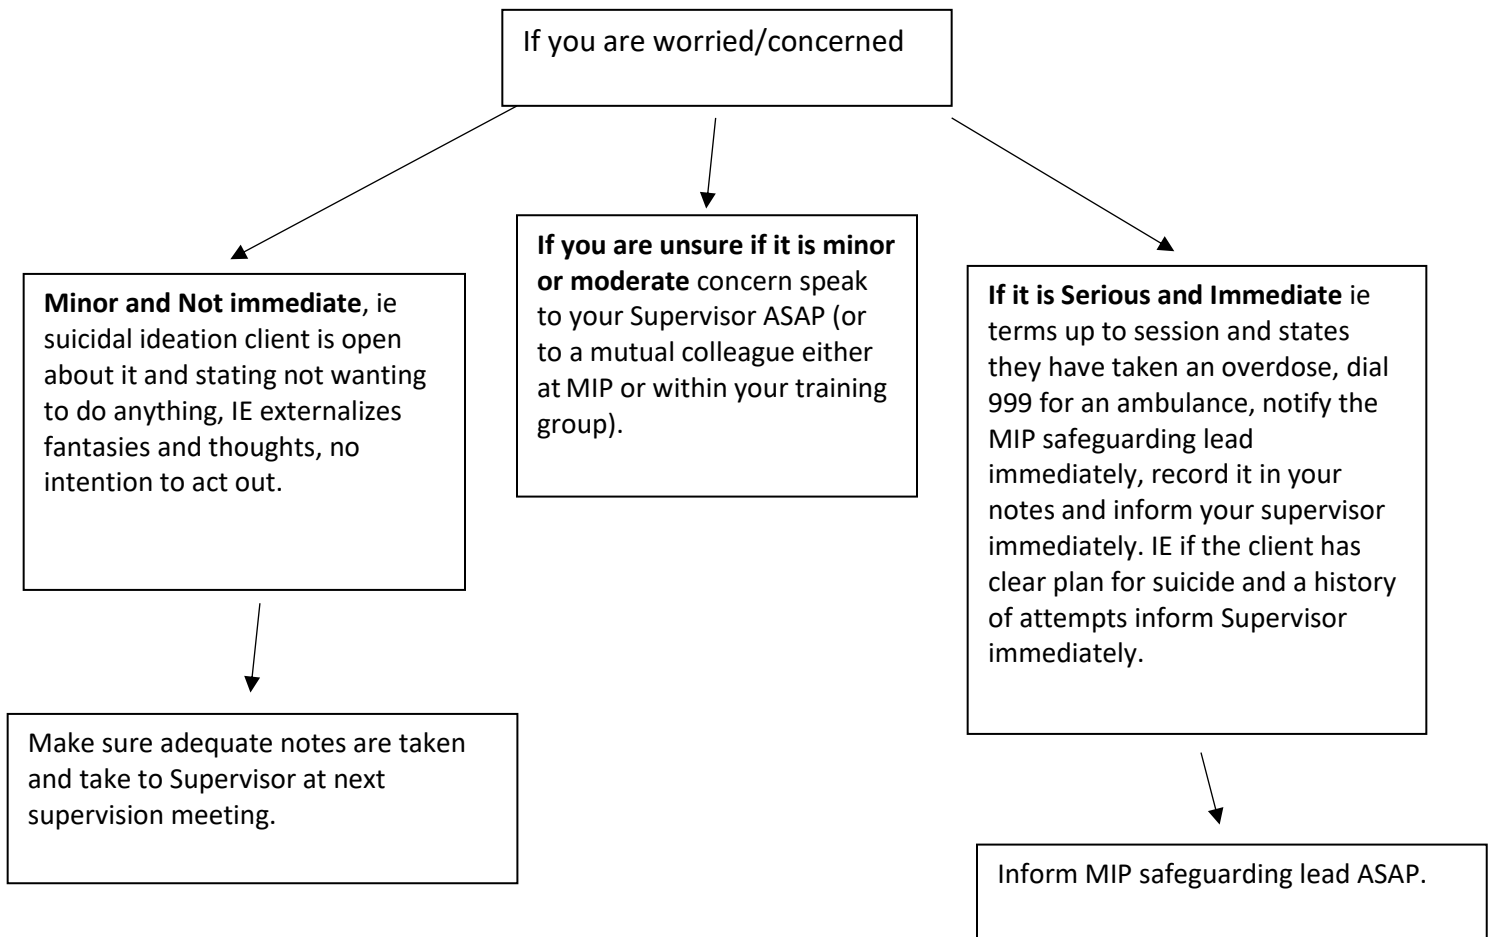 If you are worried/concerned
If you are unsure if it is minor
or moderate concern speak
to your Supervisor ASAP (or
to a mutual colleague either
at MIP or within your training
group).
Minor and Not immediate, ie
suicidal ideation client is open
about it and stating not wanting
to do anything, IE externalizes
fantasies and thoughts, no
intention to act out.
If it is Serious and Immediate ie
terms up to session and states
they have taken an overdose, dial
999 for an ambulance, notify the
MIP safeguarding lead
immediately, record it in your
notes and inform your supervisor
immediately. IE if the client has
clear plan for suicide and a history
of attempts inform Supervisor
immediately.
Make sure adequate notes are taken
and take to Supervisor at next
supervision meeting.
Inform MIP safeguarding lead ASAP.